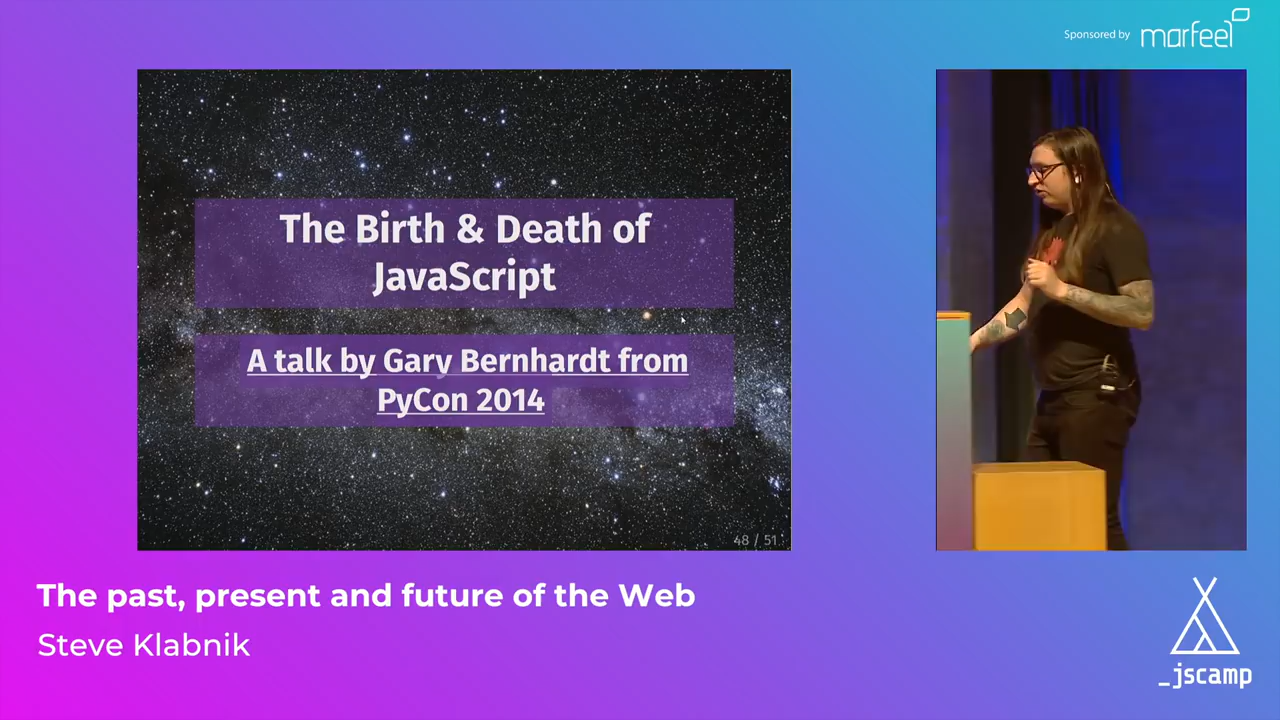 Sponsored by marfeel
The Birth & Death of
JavaScript
A talk by Gary Bernhardt from
PyCon 2014
48 / 51
The past, present and future of the Web
Steve Klabnik
_jscamp